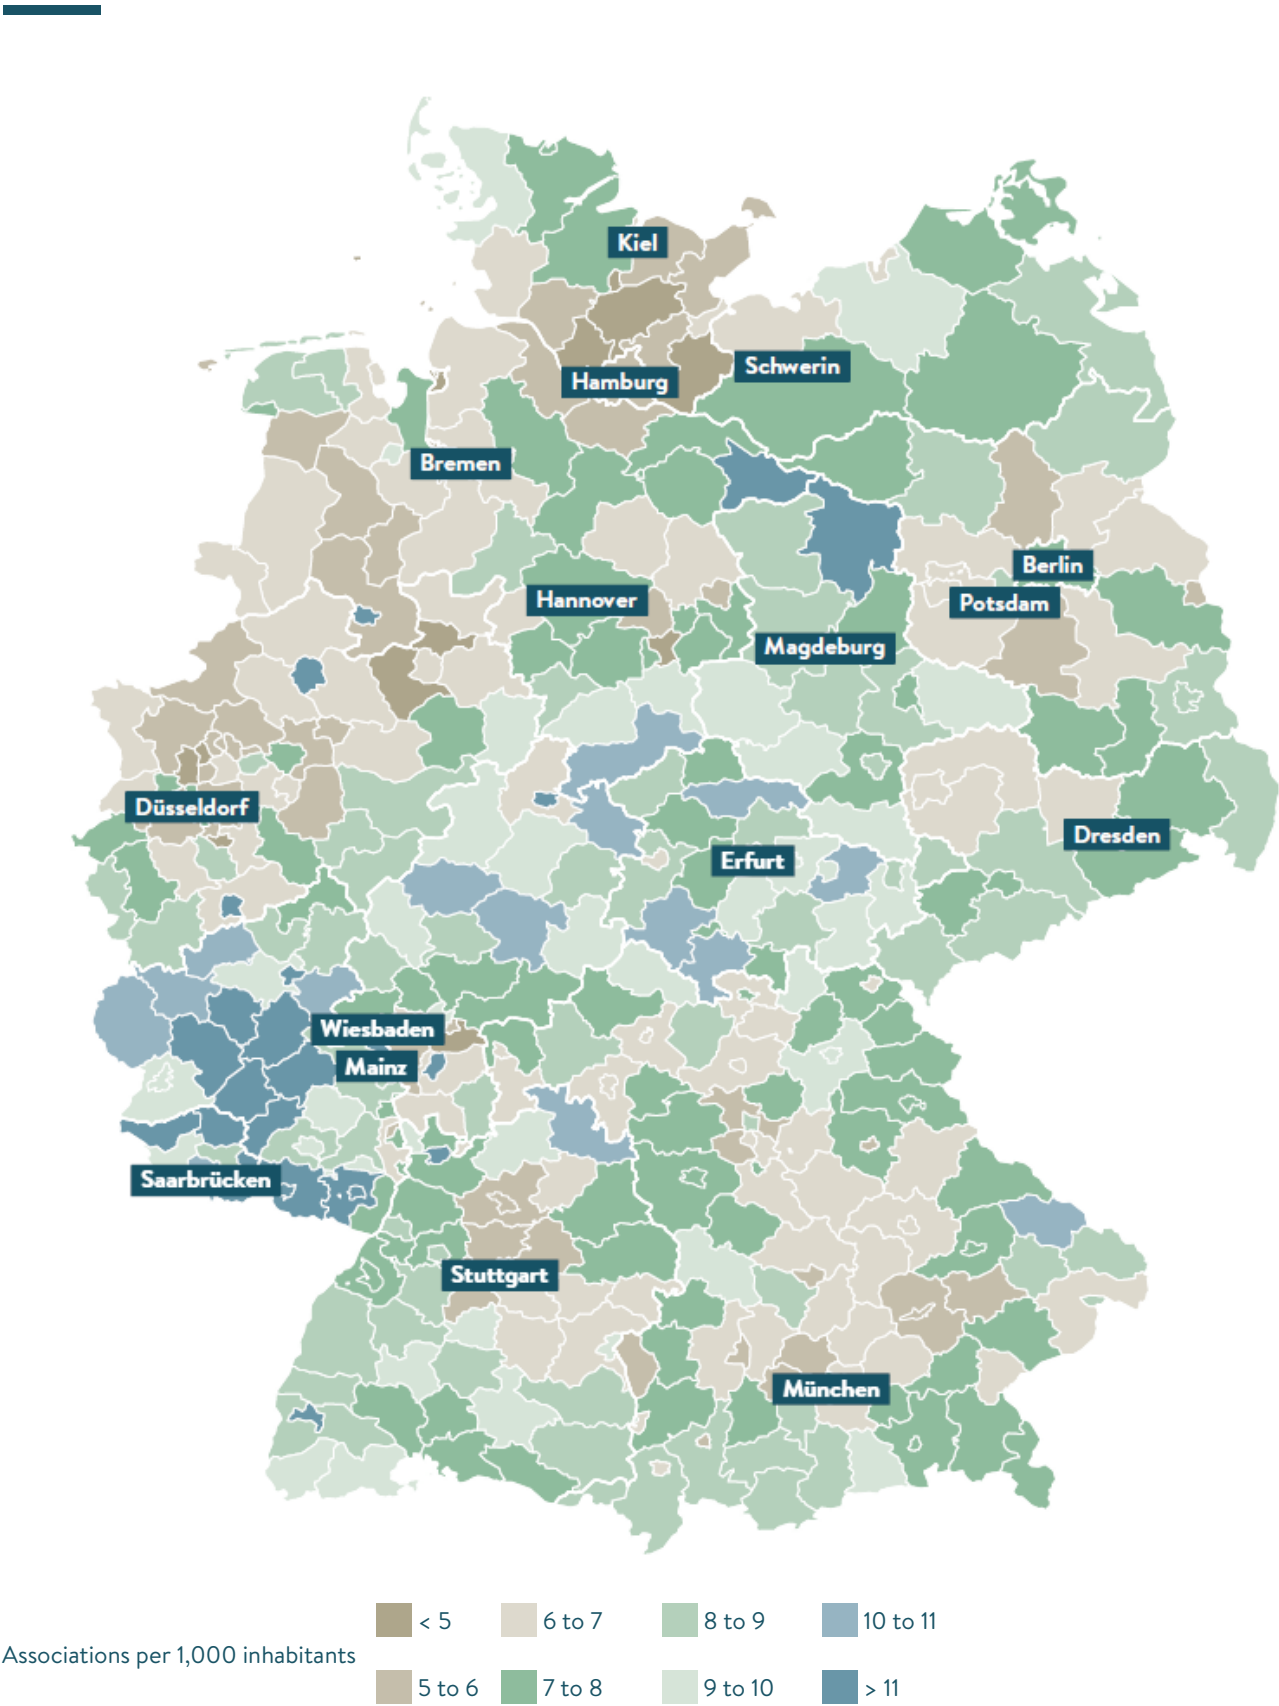 Kiel
Schwerin
Hamburg
Bremen
Berlin
Hannover
Potsdam
Magdeburg
Düsseldorf
Dresden
Erfurt
Wiesbaden
Mainz
Saarbrücken
Stuttgart
München
Associations per 1,000 inhabitants
< 5
6 to 7
8 to 9
10 to 11
5 to 6
7 to 8
9 to 10
> 11